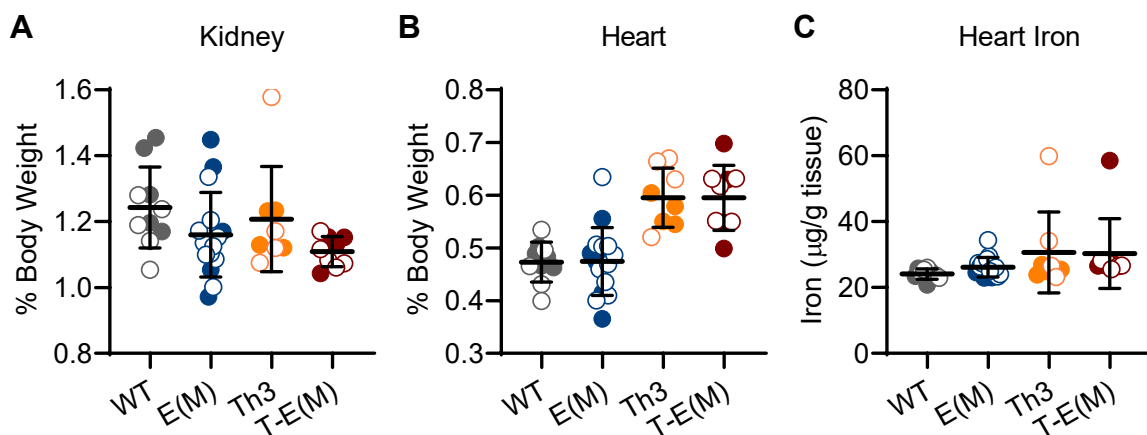 A
Kidney
% Body Weight
1.6
1.4
1.2
1.0
0.8
WT
E(M)
Th3
T-E(M)
B
Heart
% Body Weight
0.8
0.7
0.6
0.5
0.4
0.3
WT
E(M)
Th3
T-E(M)
C
Heart Iron
Iron (µg/g tissue)
80
60
40
20
0
WT
E(M)
Th3
T-E(M)